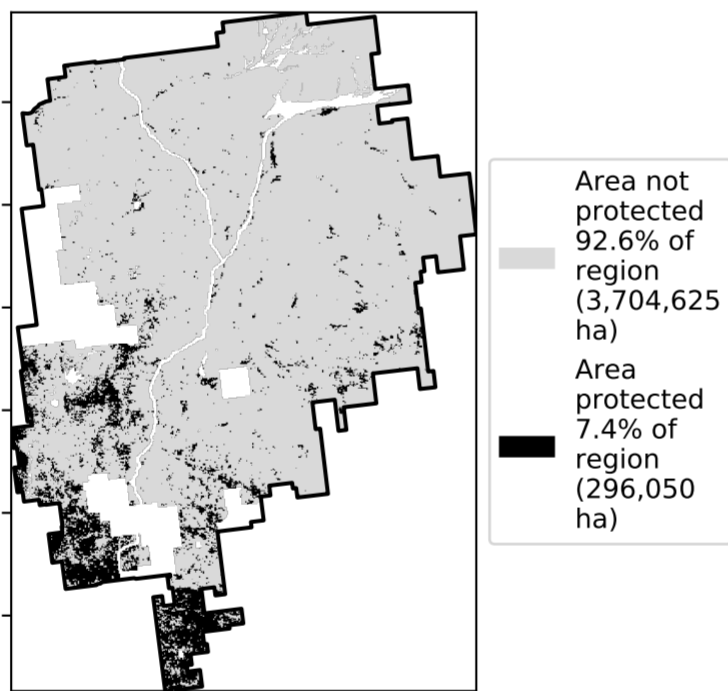 Area not
protected
92.6% of
region
(3,704,625
ha)
Area
protected
7.4% of
region
(296,050
ha)